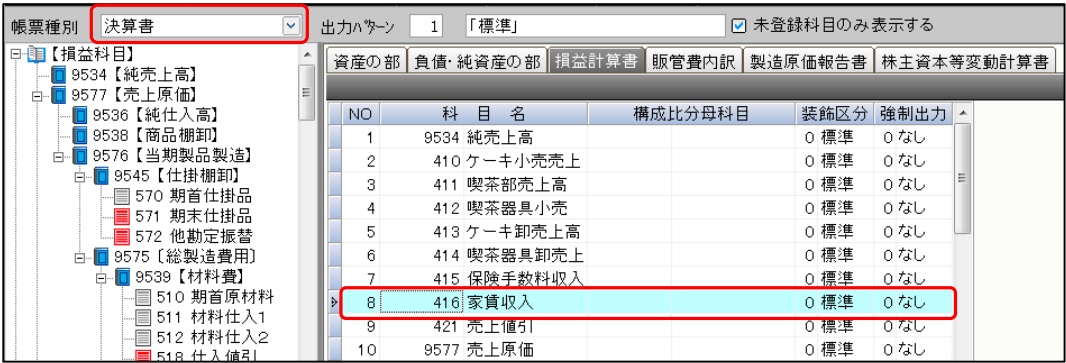 帳票種別 決算書 出力ﾊﾟﾀｰﾝ 1 「標準」 未登録科目のみ表示する
【損益科目】
9534【純売上高】
9577【売上原価】
9536【純仕入高】
9538【商品棚卸】
9576【当期製品製造】
9545【仕掛棚卸】
570 期首仕掛品
571 期末仕掛品
572 他勘定振替
9575〔総製造費用〕
9539【材料費】
510 期首原材料
511 材料仕入1
512 材料仕入2
518 仕入値引
資産の部 負債・純資産の部 損益計算書 販管費内訳 製造原価報告書 株主資本等変動計算書
NO 科 目 名 構成比分母科目 装飾区分 強制出力
1 9534 純売上高 0 標準 0 なし
2 410 ケーキ小売売上 0 標準 0 なし
3 411 喫茶部売上高 0 標準 0 なし
4 412 喫茶器具小売 0 標準 0 なし
5 413 ケーキ卸売上高 0 標準 0 なし
6 414 喫茶器具卸売上 0 標準 0 なし
7 415 保険手数料収入 0 標準 0 なし
8 416 家賃収入 0 標準 0 なし
9 421 売上値引 0 標準 0 なし
10 9577 売上原価 0 標準 0 なし